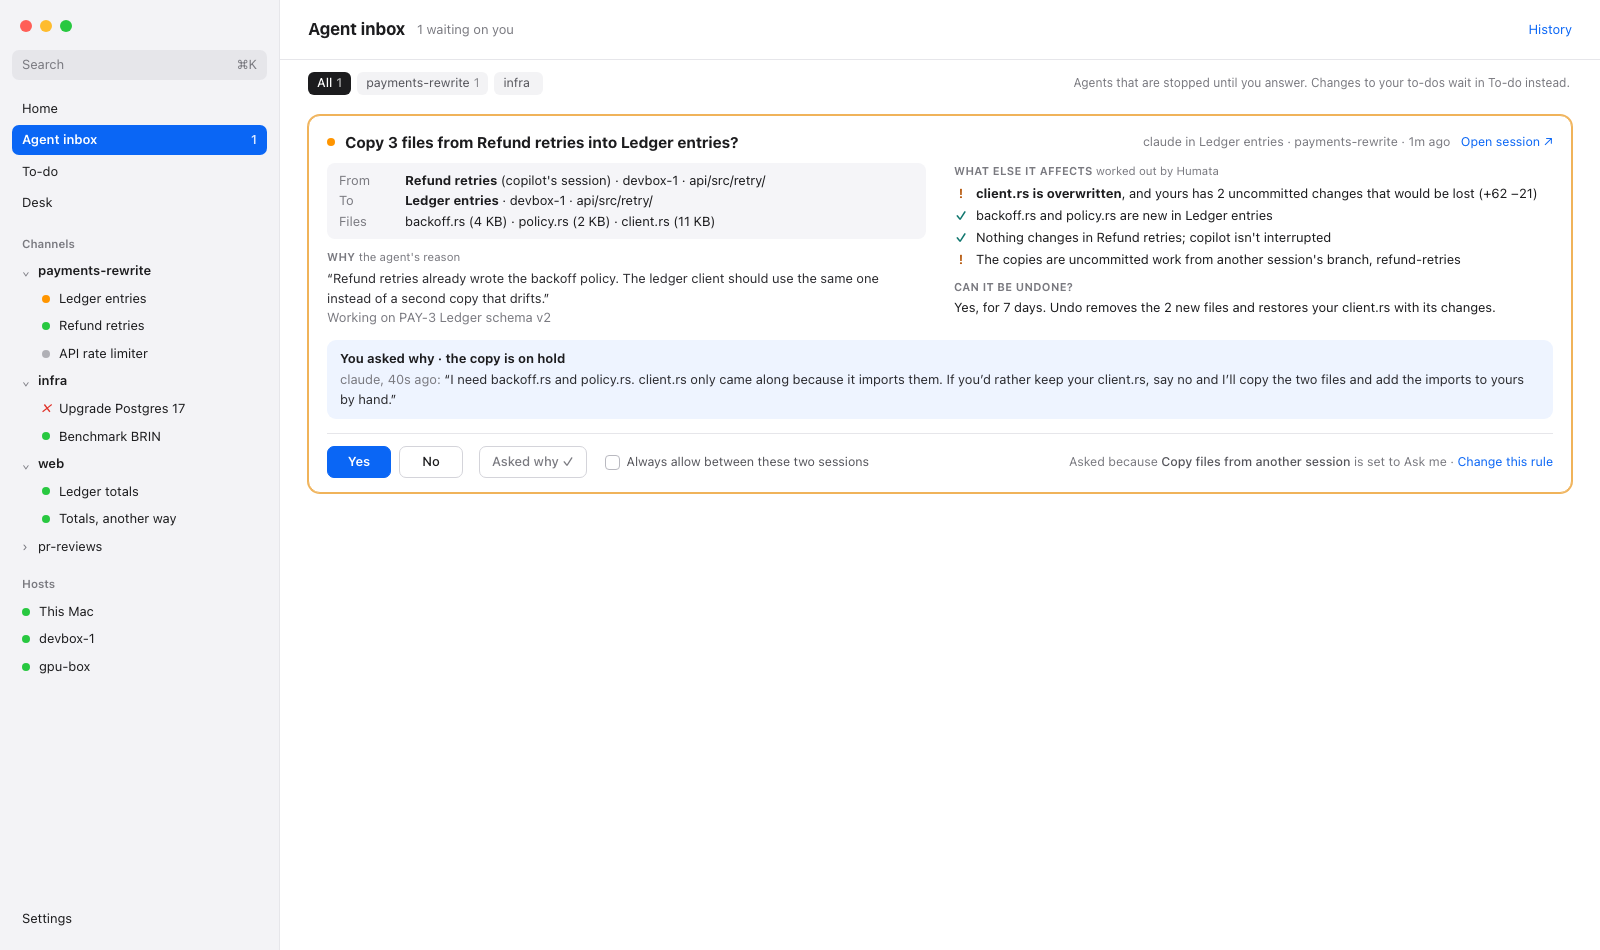 Search ⌘K
Home
Agent inbox 1
To-do
Desk
Channels
payments-rewrite
Ledger entries
Refund retries
API rate limiter
infra
Upgrade Postgres 17
Benchmark BRIN
web
Ledger totals
Totals, another way
pr-reviews
Hosts
This Mac
devbox-1
gpu-box
Settings
Agent inbox 1 waiting on you
History
All 1 payments-rewrite 1 infra
Agents that are stopped until you answer. Changes to your to-dos wait in To-do instead.
Copy 3 files from Refund retries into Ledger entries?
claude in Ledger entries · payments-rewrite · 1m ago Open session ↗
From Refund retries (copilot's session) · devbox-1 · api/src/retry/
To Ledger entries · devbox-1 · api/src/retry/
Files backoff.rs (4 KB) · policy.rs (2 KB) · client.rs (11 KB)
WHY the agent's reason
“Refund retries already wrote the backoff policy. The ledger client should use the same one
instead of a second copy that drifts.”
Working on PAY-3 Ledger schema v2
WHAT ELSE IT AFFECTS worked out by Humata
! client.rs is overwritten, and yours has 2 uncommitted changes that would be lost (+62 −21)
✓ backoff.rs and policy.rs are new in Ledger entries
✓ Nothing changes in Refund retries; copilot isn't interrupted
! The copies are uncommitted work from another session's branch, refund-retries
CAN IT BE UNDONE?
Yes, for 7 days. Undo removes the 2 new files and restores your client.rs with its changes.
You asked why · the copy is on hold
claude, 40s ago: “I need backoff.rs and policy.rs. client.rs only came along because it imports them. If you’d rather keep your client.rs, say no and I’ll copy the two files and add the imports to yours
by hand.”
Yes No Asked why ✓ Always allow between these two sessions
Asked because Copy files from another session is set to Ask me · Change this rule